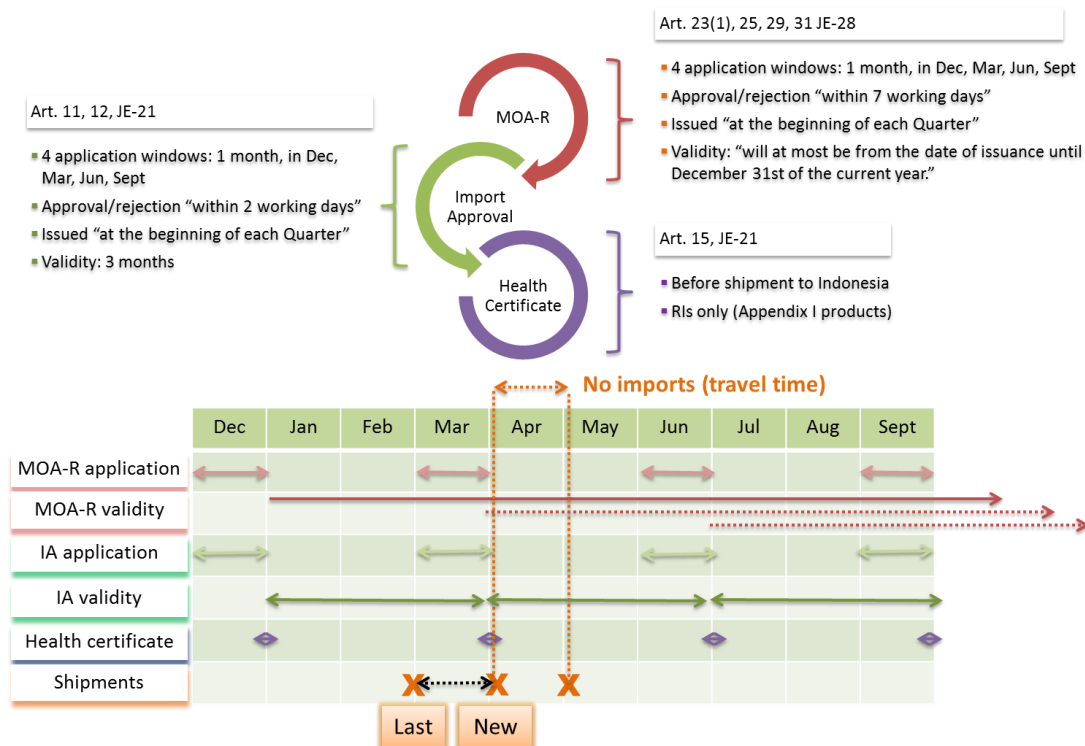 Art. 23(1), 25, 29, 31 JE-28
4 application windows: 1 month, in Dec, Mar, Jun, Sept
Approval/rejection “within 7 working days”
Issued “at the beginning of each Quarter”
Validity: “will at most be from the date of issuance until
December 31st of the current year.”
MOA-R
Art. 11, 12, JE-21
4 application windows: 1 month, in Dec,
Mar, Jun, Sept
Approval/rejection “within 2 working days”
Issued “at the beginning of each Quarter”
Validity: 3 months
Import
Approval
Art. 15, JE-21
Before shipment to Indonesia
RIs only (Appendix I products)
Health
Certificate
No imports (travel time)
Dec Jan Feb Mar Apr May Jun Jul Aug Sept
MOA-R application
MOA-R validity
IA application
IA validity
Health certificate
Shipments
X X X
Last New